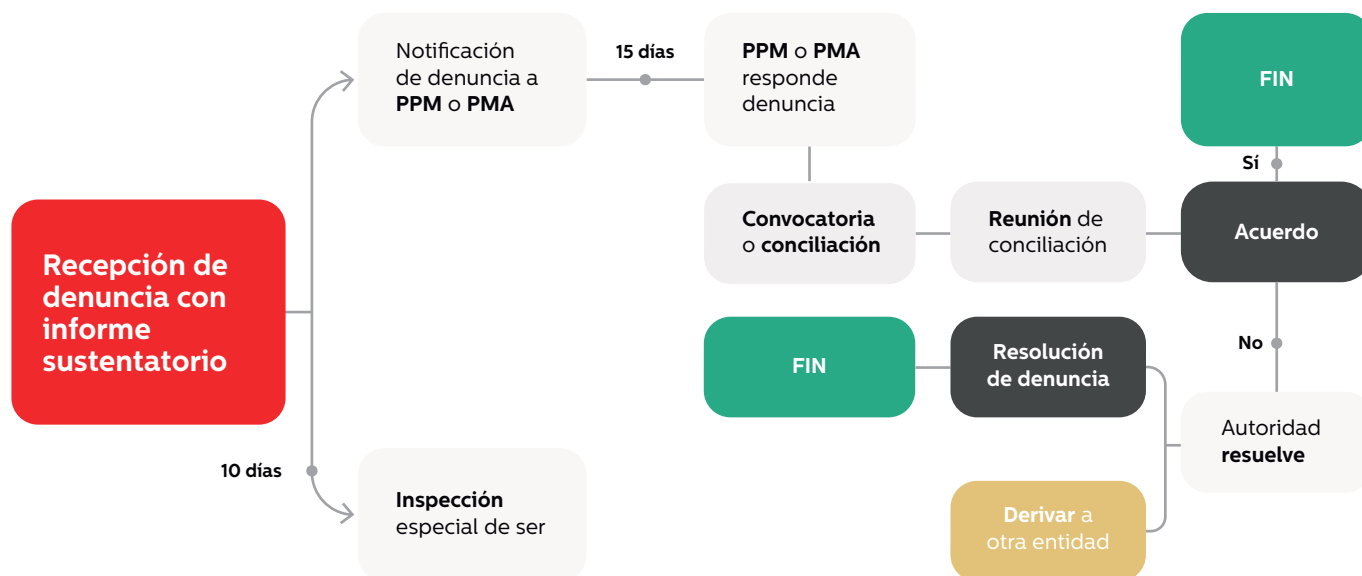 Recepción de
denuncia con
informe
sustentatorio
Notificación
de denuncia a
PPM o PMA
15 días
PPM o PMA
responde
denuncia
Convocatoria
o conciliación
Reunión de
conciliación
Acuerdo
Sí
FIN
No
Autoridad
resuelve
Resolución
de denuncia
FIN
Derivar a
otra entidad
10 días
Inspección
especial de ser